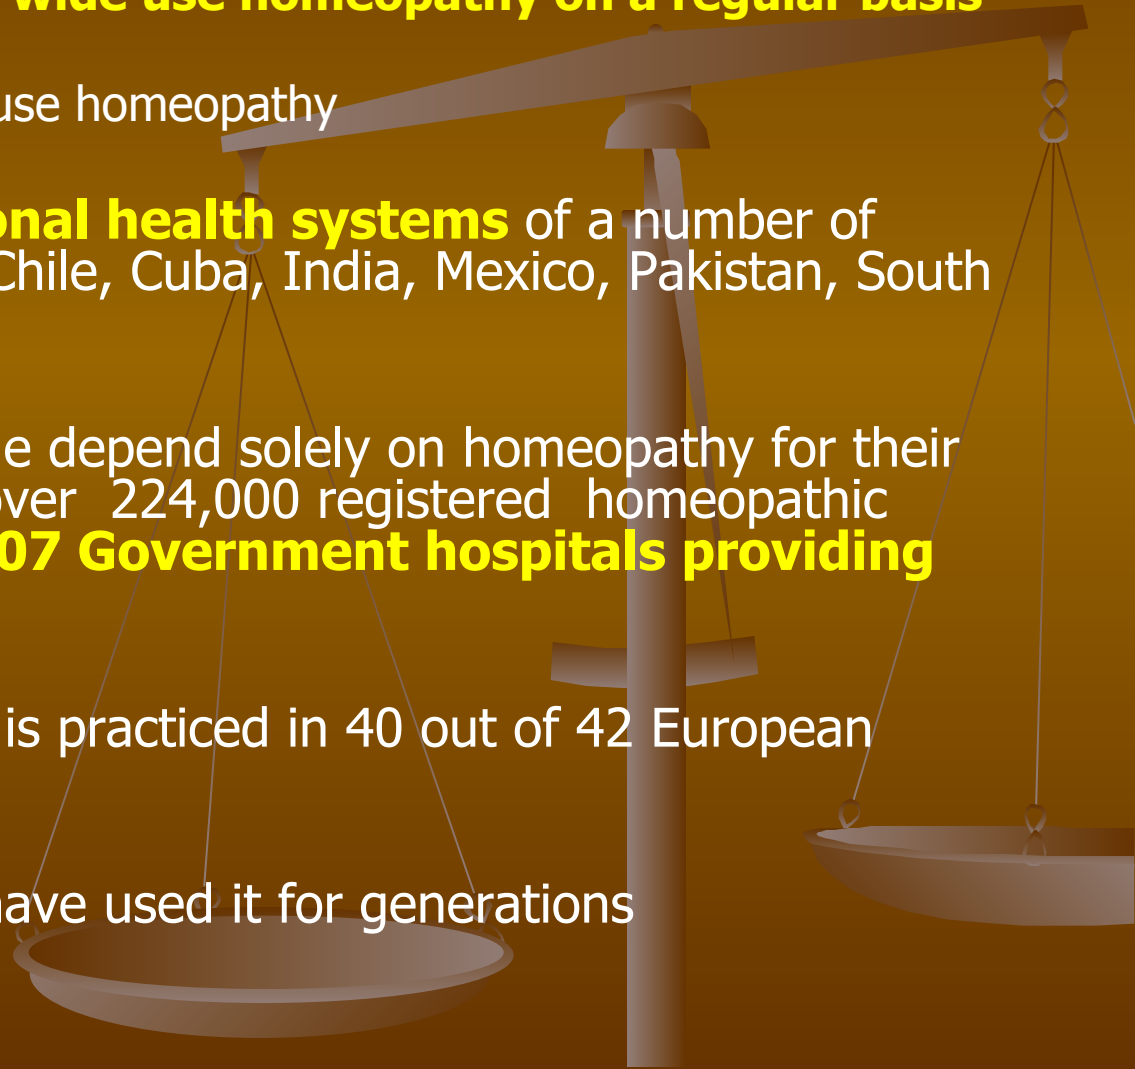 wide use homeopathy on a regular basis
use homeopathy
onal health systems of a number of
Chile, Cuba, India, Mexico, Pakistan, South
e depend solely on homeopathy for their
over 224,000 registered homeopathic
07 Government hospitals providing
is practiced in 40 out of 42 European
have used it for generations